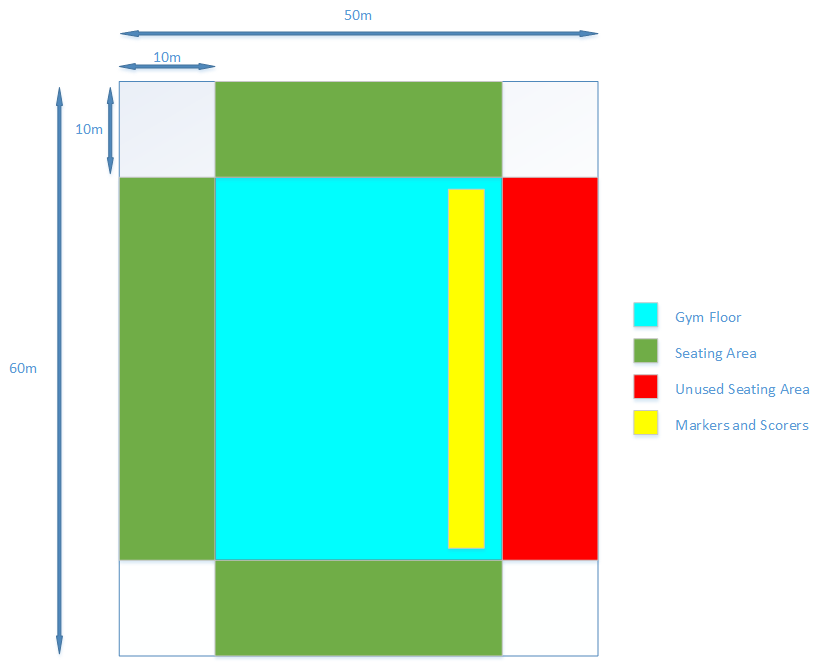 50m
10m
10m
60m
Gym Floor
Seating Area
Unused Seating Area
Markers and Scorers